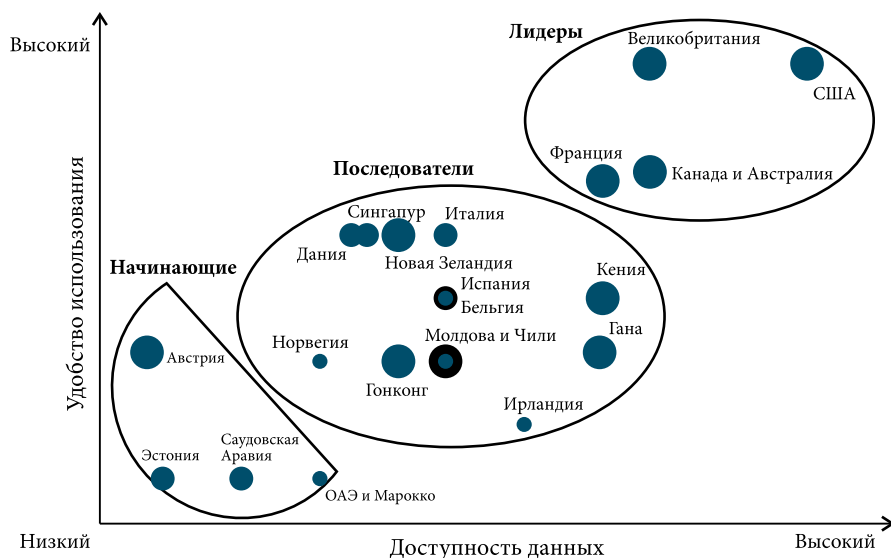 Высокий
Удобство использования
Низкий
Доступность данных
Высокий
Лидеры
Великобритания
США
Франция
Канада и Австралия
Последователи
Сингапур
Италия
Дания
Новая Зеландия
Испания
Бельгия
Кения
Гана
Норвегия
Молдова и Чили
Гонконг
Ирландия
Начинающие
Австрия
Эстония
Саудовская
Аравия
ОАЭ и Марокко